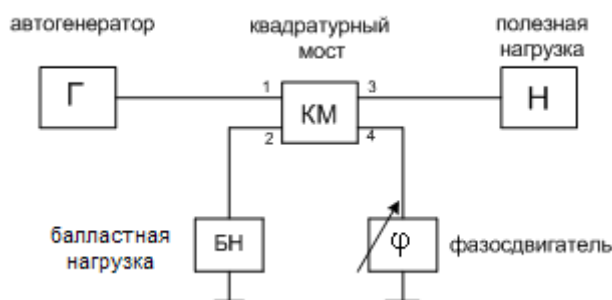 автогенератор
квадратурный
мост
полезная
нагрузка
Г
1
3
КМ
Н
2
4
балластная
нагрузка
БН
φ
фазосдвигатель